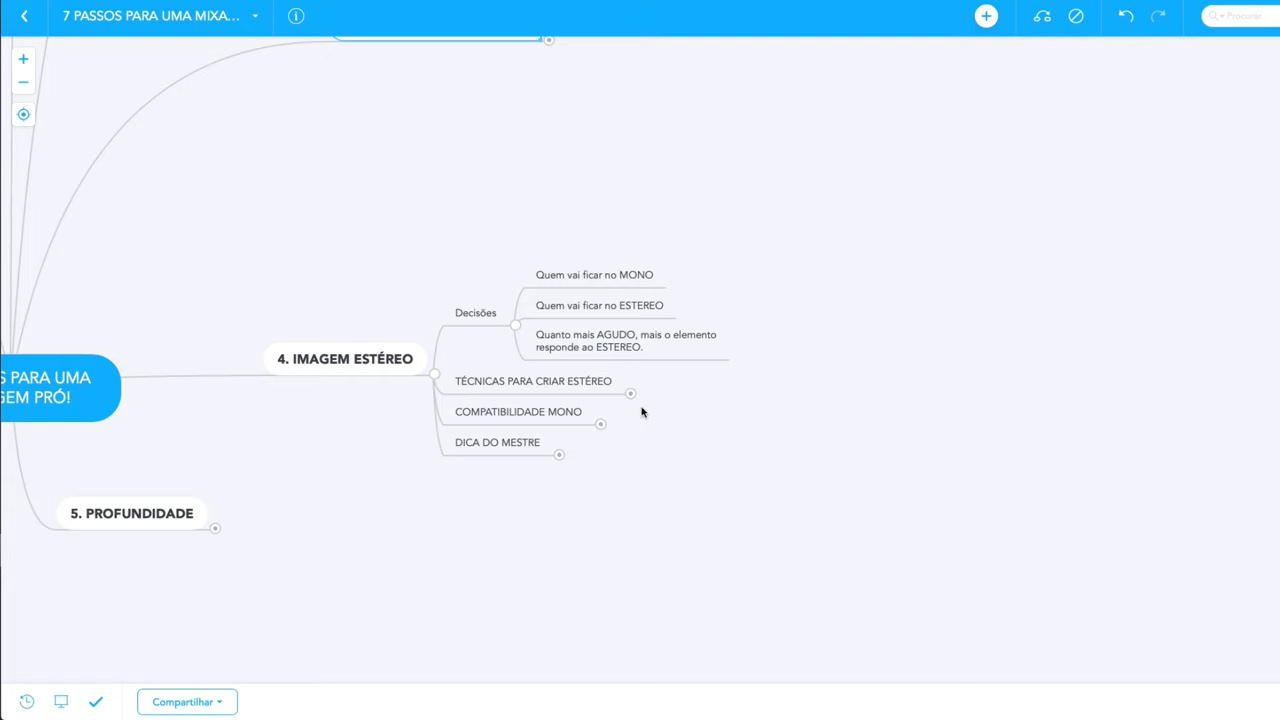 7 PASSOS PARA UMA MIXA...
Procurar
Quem vai ficar no MONO
Quem vai ficar no ESTEREO
Decisões
Quanto mais AGUDO, mais o elemento
responde ao ESTEREO.
4. IMAGEM ESTÉREO
S PARA UMA
GEM PRÓ!
TÉCNICAS PARA CRIAR ESTÉREO
COMPATIBILIDADE MONO
DICA DO MESTRE
5. PROFUNDIDADE
Compartilhar